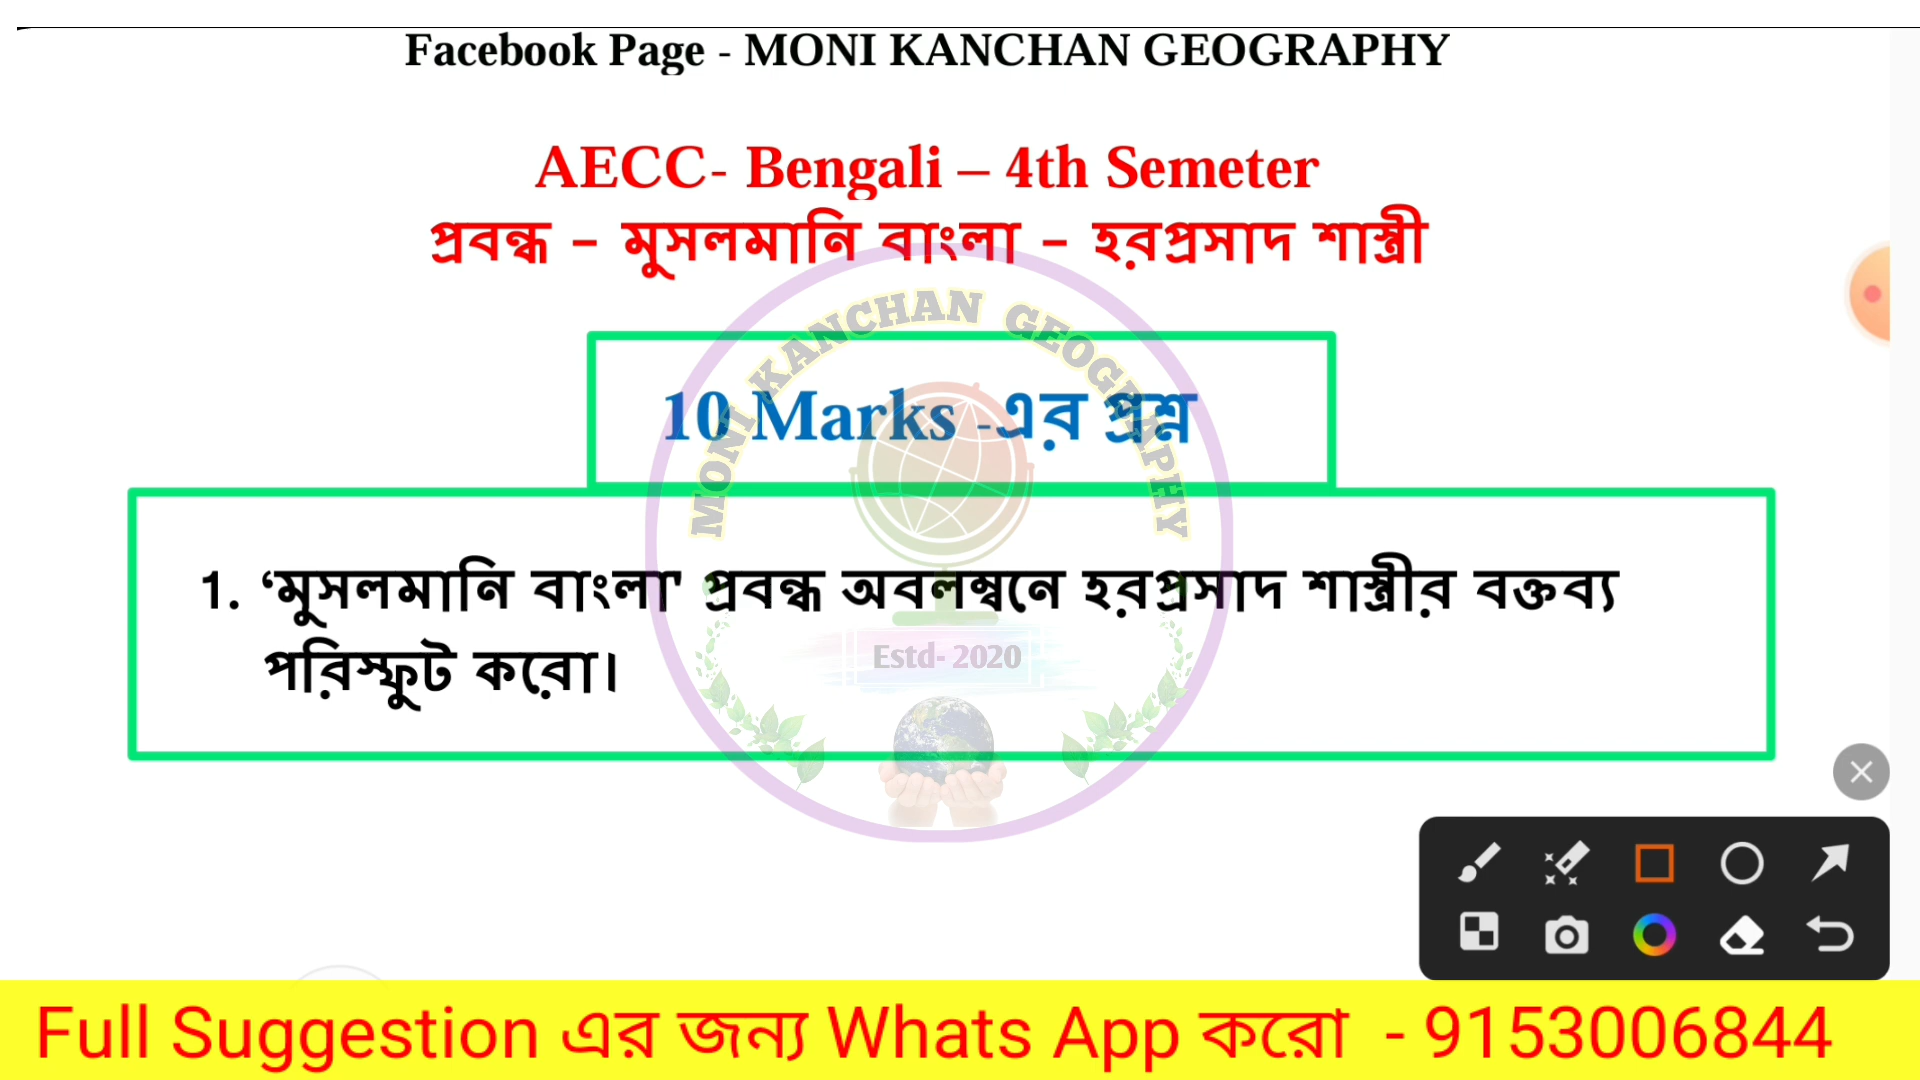 Facebook Page - MONI KANCHAN GEOGRAPHY
AECC- Bengali – 4th Semeter
প্রবন্ধ – মুসলমানি বাংলা – হরপ্রসাদ শাস্ত্রী
MONI KANCHAN GEOGRAPHY
10 Marks -এর প্রশ্ন
1. ‘মুসলমানি বাংলা' প্রবন্ধ অবলম্বনে হরপ্রসাদ শাস্ত্রীর বক্তব্য
পরিস্ফুট করো।
Estd- 2020
Full Suggestion এর জন্য Whats App করো - 9153006844